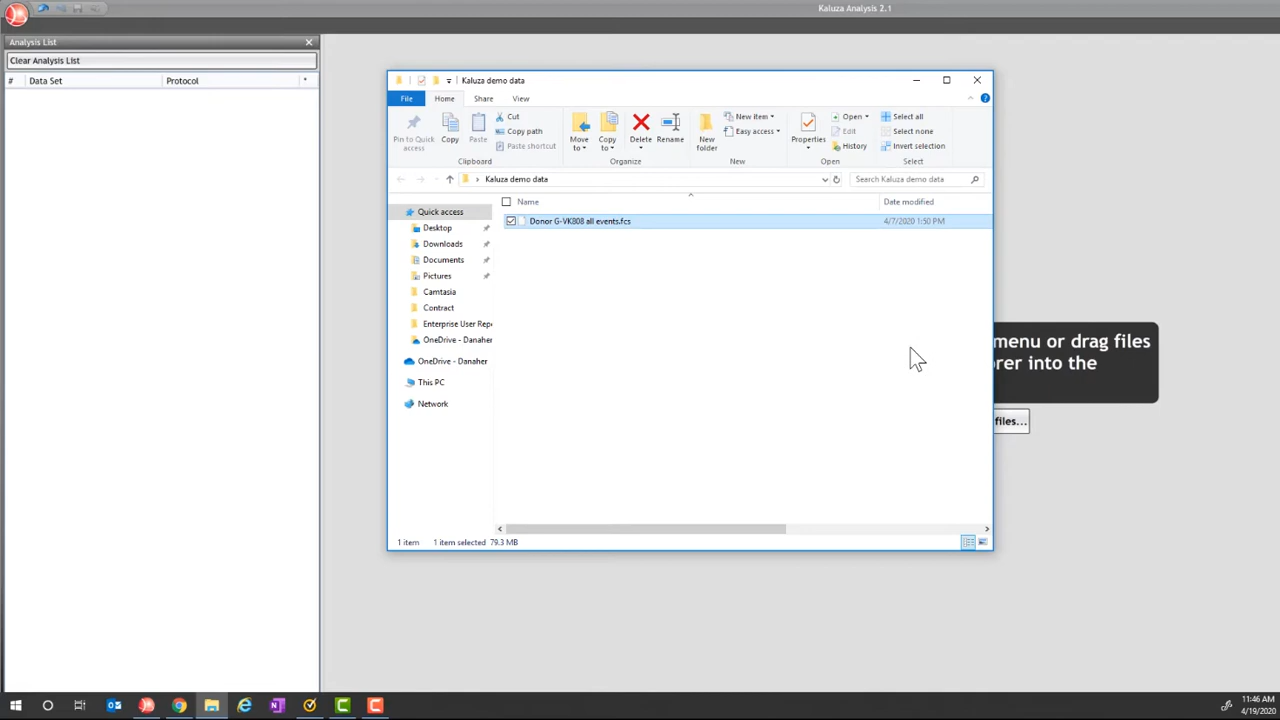 Kaluza Analysis 2.1
Analysis List
Clear Analysis List
# Data Set Protocol *
Kaluza demo data
File Home Share View
Pin to Quick access
Copy
Paste
Cut
Copy path
Paste shortcut
Clipboard
Move to
Copy to
Delete
Rename
Organize
New folder
New item
Easy access
New
Properties
Open
Edit
History
Open
Select all
Select none
Invert selection
Select
Kaluza demo data
Search Kaluza demo data
Name Date modified
Donor G-VK808 all events.fcs 4/7/2020 1:50 PM
Quick access
Desktop
Downloads
Documents
Pictures
Camtasia
Contract
Enterprise User Rep
OneDrive - Danaher
OneDrive - Danaher
This PC
Network
1 item 1 item selected 79.3 MB
menu or drag files
rer into the
files...
11:46 AM
4/19/2020